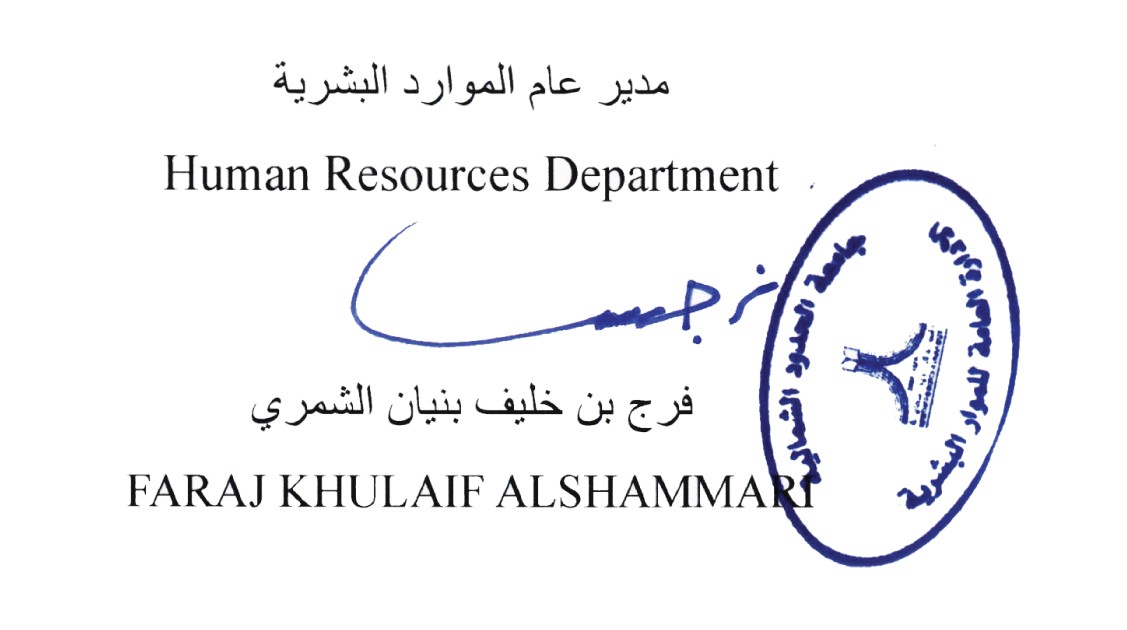 مدير عام الموارد البشرية
Human Resources Department
فرج بن خليف بنيان الشمري
FARAJ KHULAIF ALSHAMMARI
جامعة الحدود الشمالية
العامة للموارد البشرية